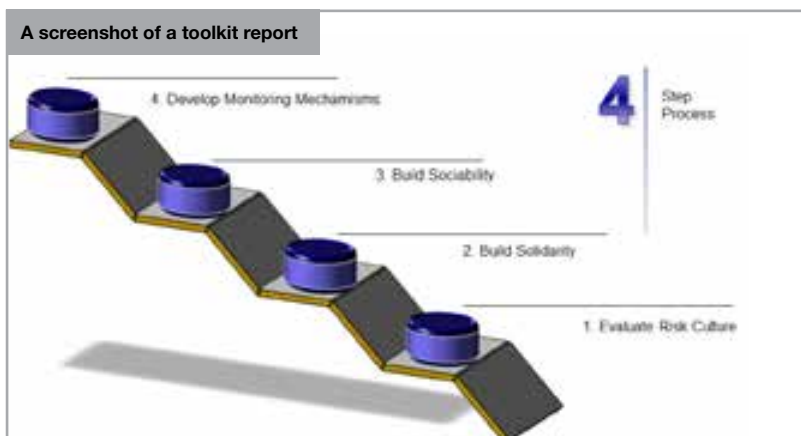 A screenshot of a toolkit report
4. Develop Monitoring Mechamisms
4
Step
Process
3. Build Sociability
2. Build Solidarity
1. Evaluate Risk Culture